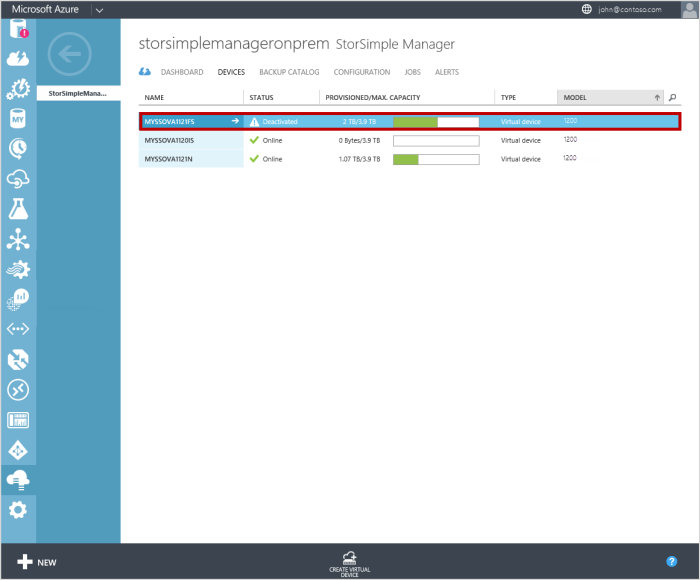 Microsoft Azure
john@contoso.com
storsimplemanageronprem StorSimple Manager
DASHBOARD DEVICES BACKUP CATALOG CONFIGURATION JOBS ALERTS
StorSimpleMana...
NAME STATUS PROVISIONED/MAX. CAPACITY TYPE MODEL
MYSSOVA1121FS Deactivated 2 TB/3.9 TB Virtual device 1200
MYSSOVA1120IS Online 0 Bytes/3.9 TB Virtual device 1200
MYSSOVA1121N Online 1.07 TB/3.9 TB Virtual device 1200
MY
NEW
CREATE VIRTUAL
DEVICE
?